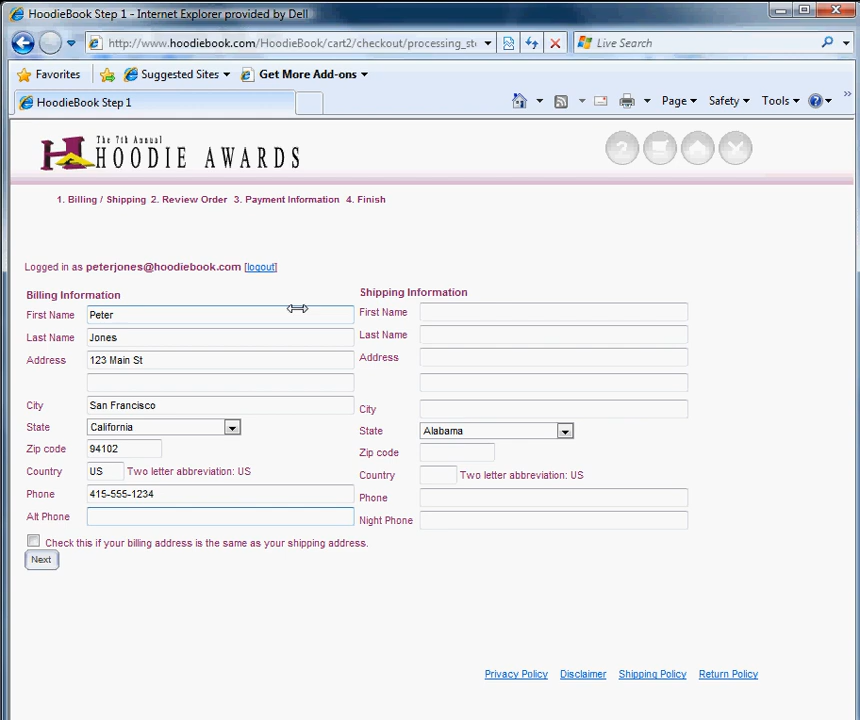 HoodieBook Step 1 - Internet Explorer provided by Dell
http://www.hoodiebook.com/HoodieBook/cart2/checkout/processing_st
Live Search
Favorites
Suggested Sites
Get More Add-ons
HoodieBook Step 1
Page
Safety
Tools
The 7th Annual
HOODIE AWARDS
1. Billing / Shipping 2. Review Order 3. Payment Information 4. Finish
Logged in as peterjones@hoodiebook.com [logout]
Billing Information
First Name Peter
Last Name Jones
Address 123 Main St
City San Francisco
State California
Zip code 94102
Country US Two letter abbreviation: US
Phone 415-555-1234
Alt Phone
Shipping Information
First Name
Last Name
Address
City
State Alabama
Zip code
Country Two letter abbreviation: US
Phone
Night Phone
Check this if your billing address is the same as your shipping address.
Next
Privacy Policy Disclaimer Shipping Policy Return Policy